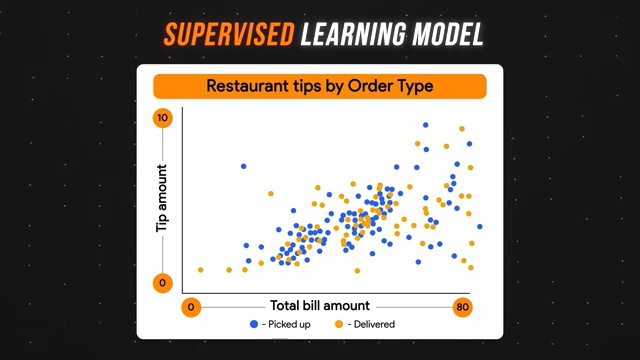 SUPERVISED LEARNING MODEL
Restaurant tips by Order Type
10
Tip amount
0
0
Total bill amount
80
- Picked up
- Delivered